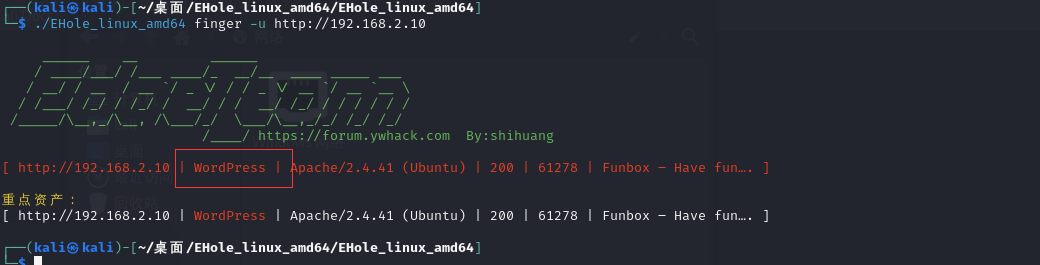 ┌──(kali㉿kali)-[~/桌面/EHole_linux_amd64/EHole_linux_amd64]
└─$ ./EHole_linux_amd64 finger -u http://192.168.2.10
https://forum.ywhack.com  By:shihuang
[ http://192.168.2.10 | WordPress | Apache/2.4.41 (Ubuntu) | 200 | 61278 | Funbox – Have fun…. ]
重点资产：
[ http://192.168.2.10 | WordPress | Apache/2.4.41 (Ubuntu) | 200 | 61278 | Funbox – Have fun…. ]
┌──(kali㉿kali)-[~/桌面/EHole_linux_amd64/EHole_linux_amd64]
└─$